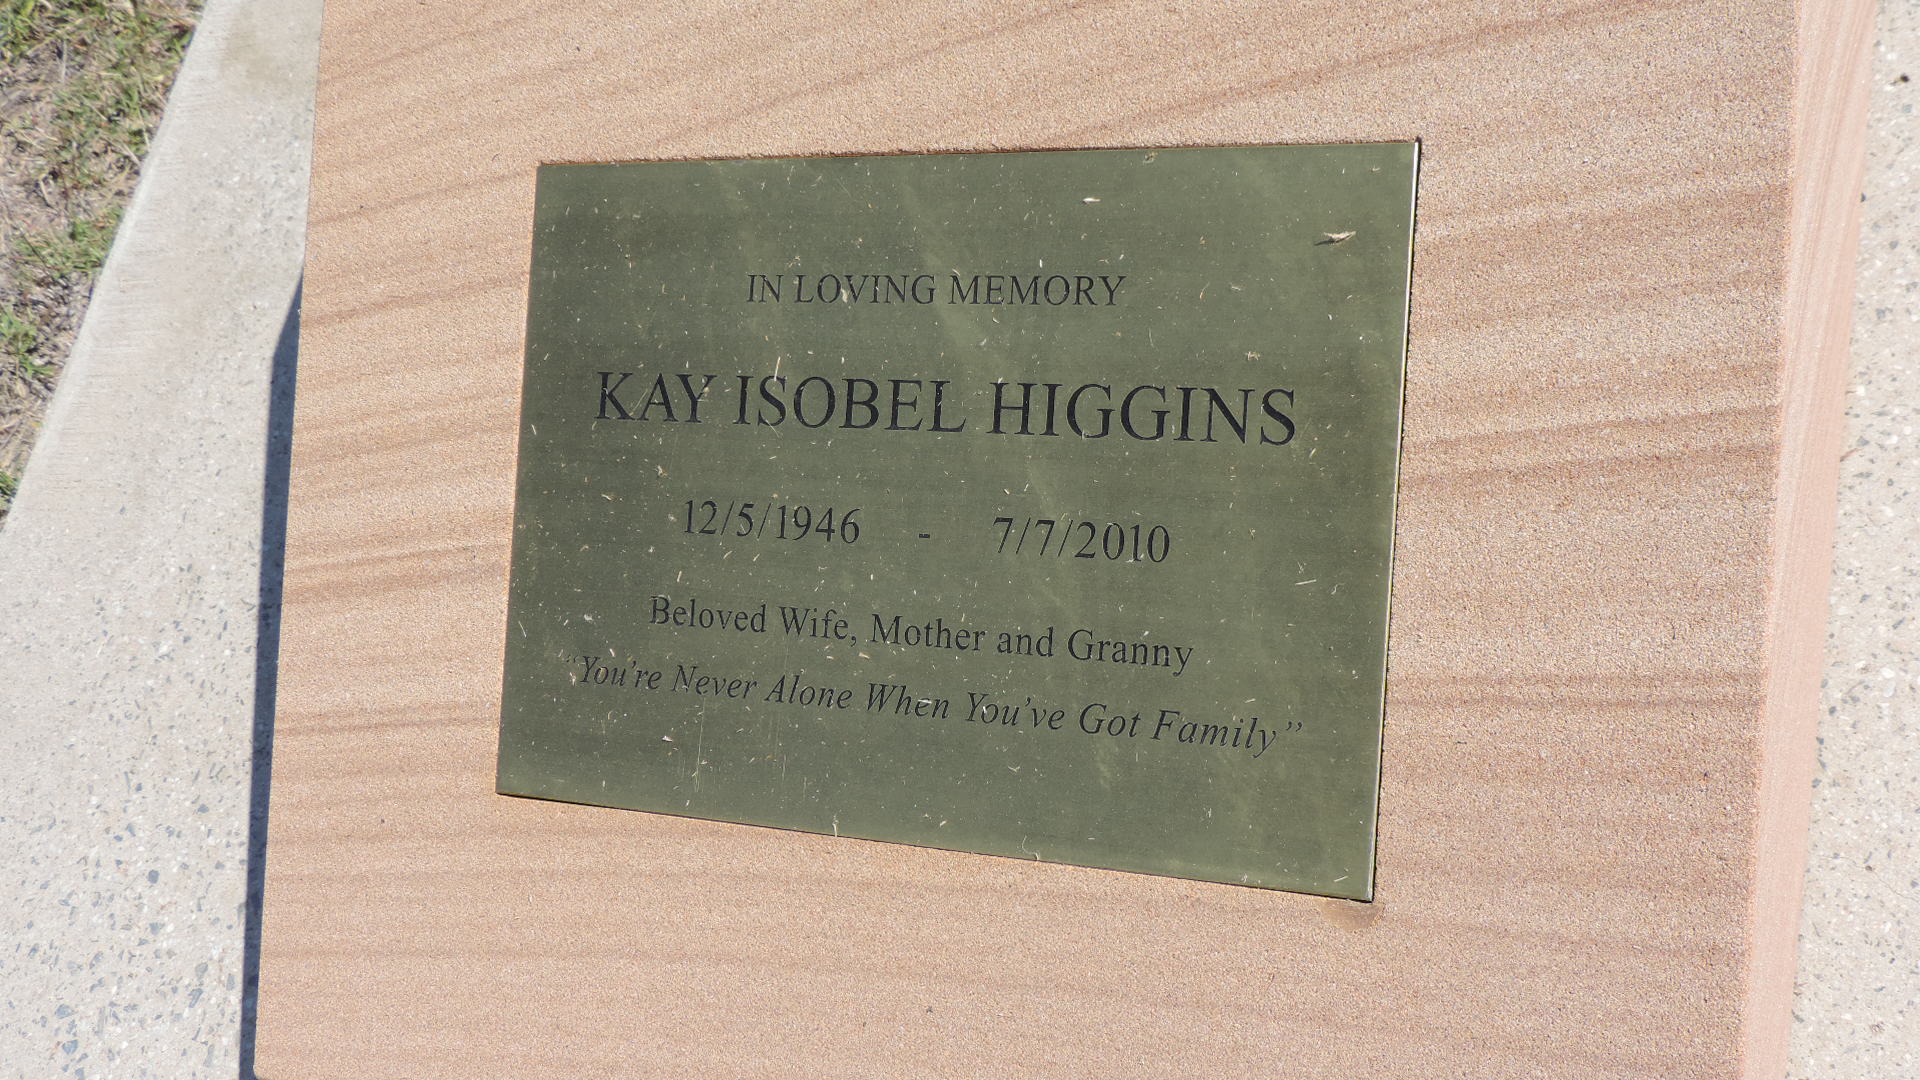 IN LOVING MEMORY
KAY ISOBEL HIGGINS
12/5/1946 - 7/7/2010
Beloved Wife, Mother and Granny
“You're Never Alone When You've Got Family”